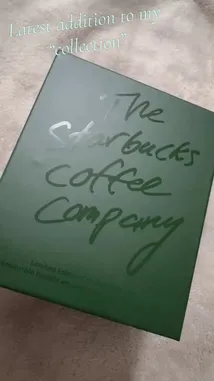 Latest addition to my
"collection"
The
Starbucks
Coffee
Company